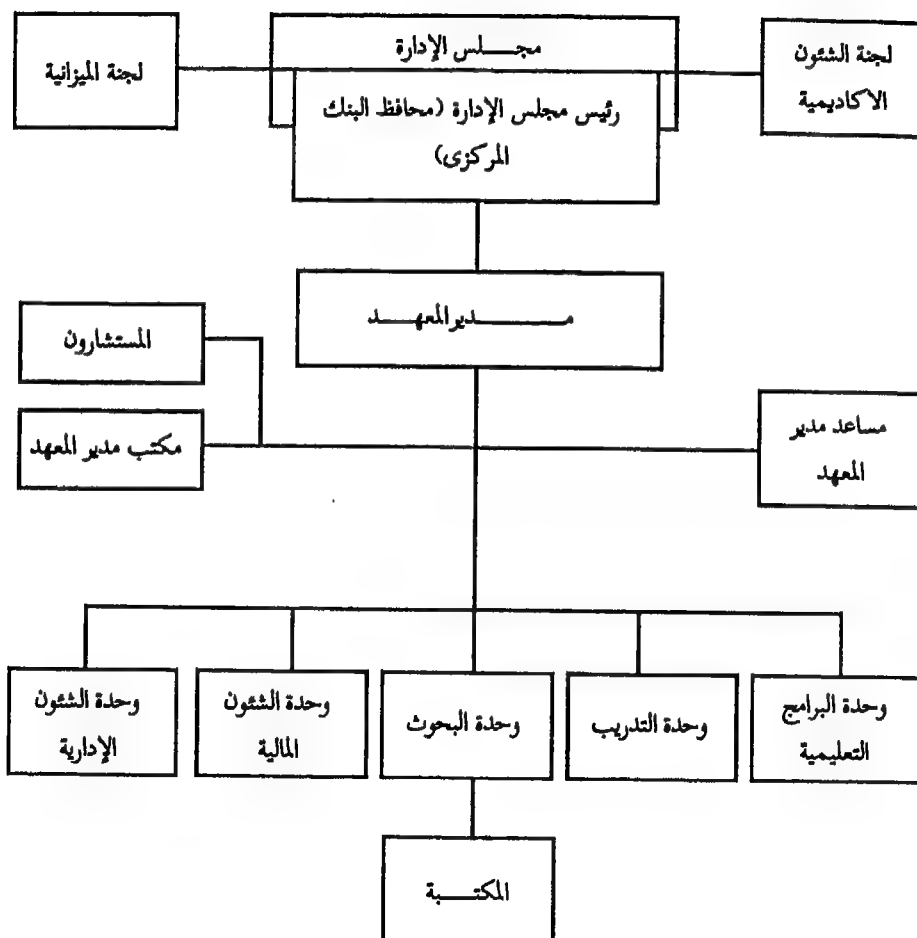 لجنة الشئون
الاكاديمية
مجلس الإدارة
رئيس مجلس الإدارة (محافظ البنك
المركزى)
لجنة الميزانية
مدير المعهد
المستشارون
مكتب مدير المعهد
مساعد مدير
المعهد
وحدة البرامج
التعليمية
وحدة التدريب
وحدة البحوث
وحدة الشئون
المالية
وحدة الشئون
الإدارية
المكتبة